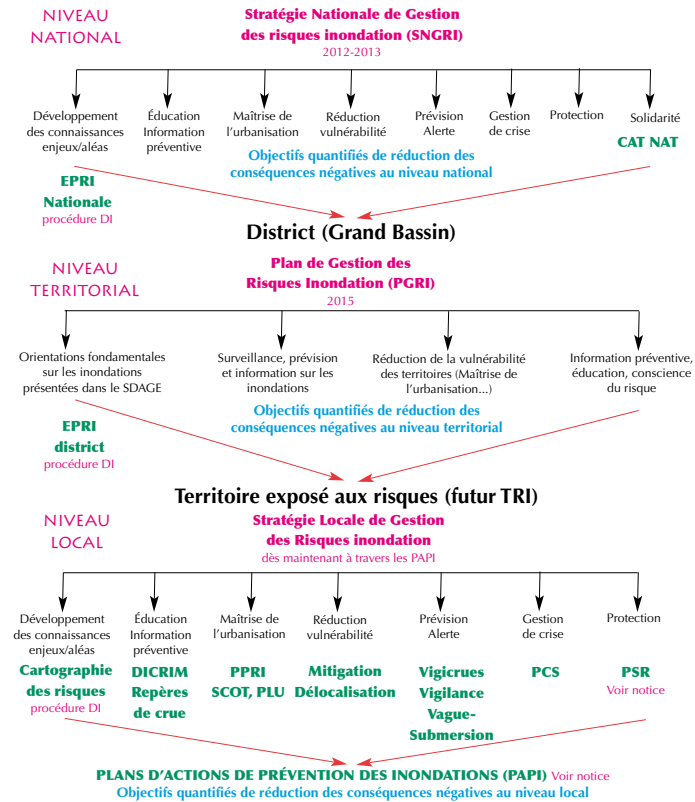 NIVEAU
NATIONAL
Stratégie Nationale de Gestion
des risques inondation (SNGRI)
2012-2013
Développement
des connaissances
enjeux/aléas
Éducation
Information
préventive
Maîtrise de
l'urbanisation
Réduction
vulnérabilité
Prévision
Alerte
Gestion
de crise
Protection
Solidarité
CAT NAT
Objectifs quantifiés de réduction des
conséquences négatives au niveau national
EPRI
Nationale
procédure DI
District (Grand Bassin)
NIVEAU
TERRITORIAL
Plan de Gestion des
Risques Inondation (PGRI)
2015
Orientations fondamentales
sur les inondations
présentées dans le SDAGE
Surveillance, prévision
et information sur les
inondations
Réduction de la vulnérabilité
des territoires (Maîtrise de
l'urbanisation...)
Information préventive,
éducation, conscience
du risque
Objectifs quantifiés de réduction des
conséquences négatives au niveau territorial
EPRI
district
procédure DI
Territoire exposé aux risques (futur TRI)
NIVEAU
LOCAL
Stratégie Locale de Gestion
des Risques inondation
dès maintenant à travers les PAPI
Développement
des connaissances
enjeux/aléas
Cartographie
des risques
procédure DI
Éducation
Information
préventive
DICRIM
Repères
de crue
Maîtrise de
l'urbanisation
PPRI
SCOT, PLU
Réduction
vulnérabilité
Mitigation
Délocalisation
Prévision
Alerte
Vigicrues
Vigilance
Vague-
Submersion
Gestion
de crise
PCS
Protection
PSR
Voir notice
PLANS D'ACTIONS DE PRÉVENTION DES INONDATIONS (PAPI) Voir notice
Objectifs quantifiés de réduction des conséquences négatives au niveau local